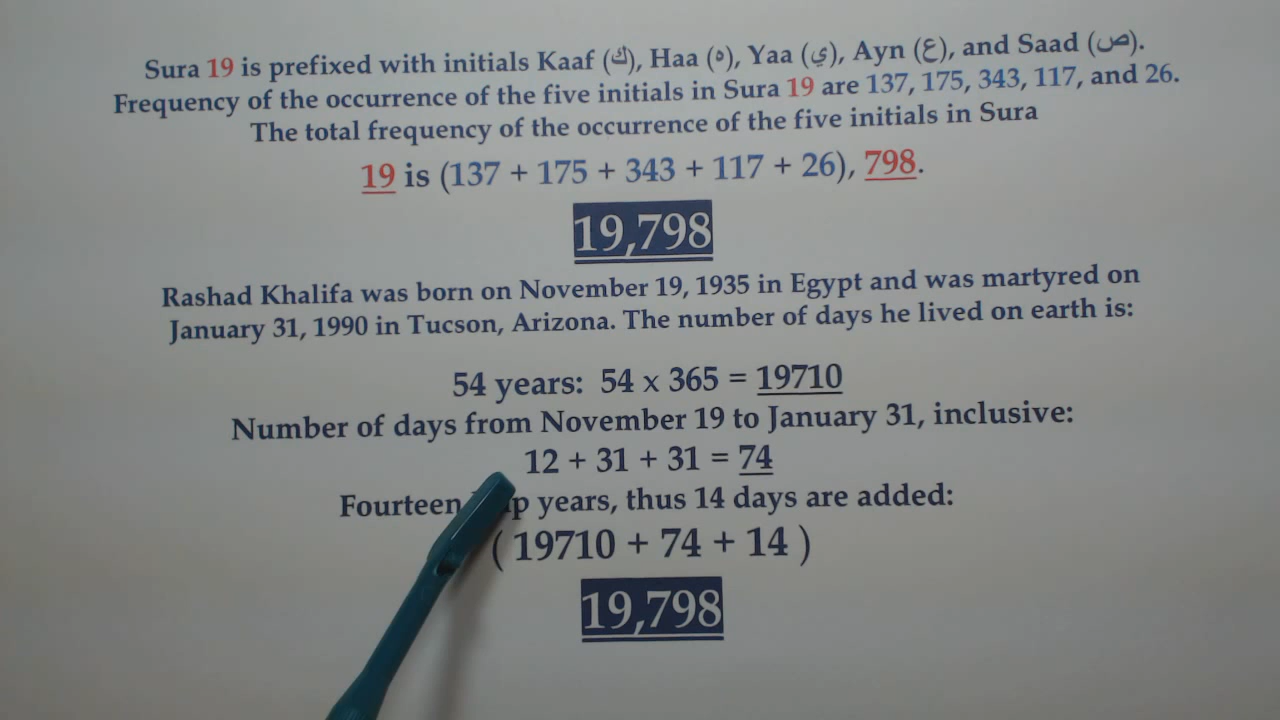 Sura 19 is prefixed with initials Kaaf (ك), Haa (ه), Yaa (ي), Ayn (ع), and Saad (ص).
Frequency of the occurrence of the five initials in Sura 19 are 137, 175, 343, 117, and 26.
The total frequency of the occurrence of the five initials in Sura
19 is (137 + 175 + 343 + 117 + 26), 798.
19,798
Rashad Khalifa was born on November 19, 1935 in Egypt and was martyred on
January 31, 1990 in Tucson, Arizona. The number of days he lived on earth is:
54 years: 54 x 365 = 19710
Number of days from November 19 to January 31, inclusive:
12 + 31 + 31 = 74
Fourteen years, thus 14 days are added:
( 19710 + 74 + 14 )
19,798